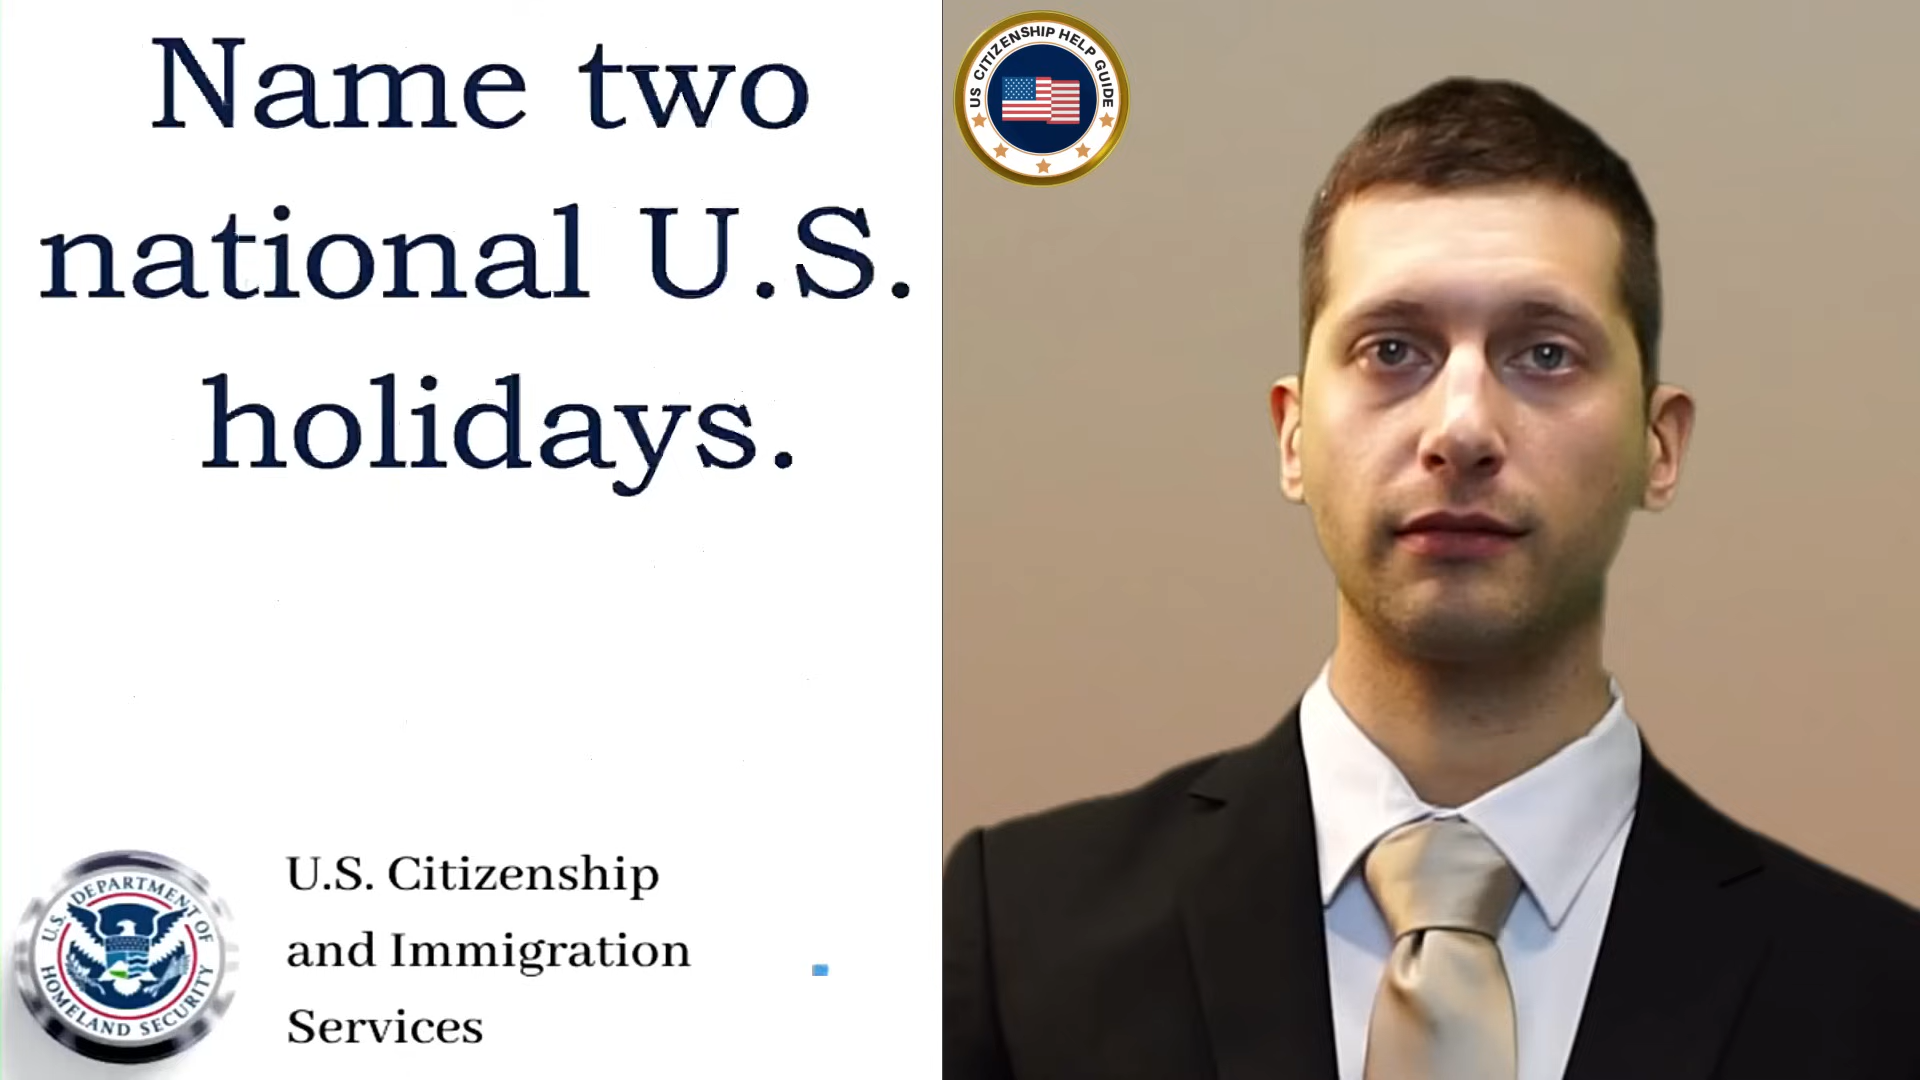 Name two
national U.S.
holidays.
US CITIZENSHIP HELP GUIDE
U.S. DEPARTMENT OF
HOMELAND SECURITY
U.S. Citizenship
and Immigration
Services